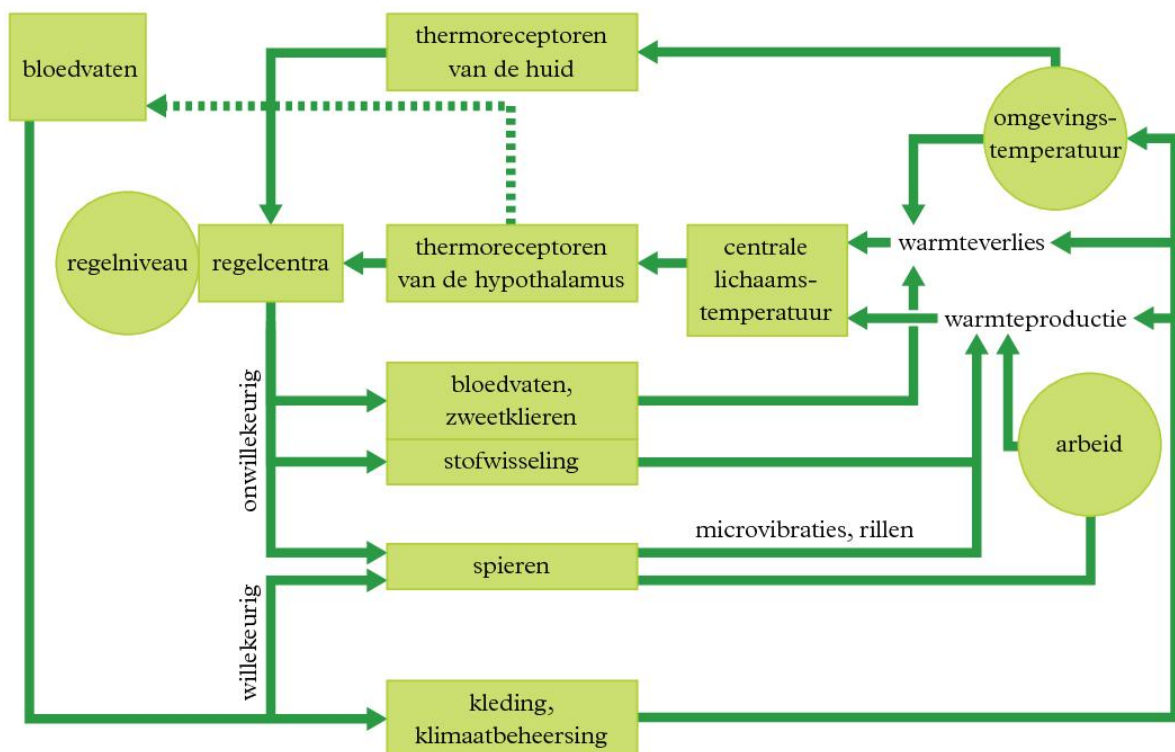 bloedvaten
thermoreceptoren
van de huid
omgevings-
temperatuur
regelniveau
regelcentra
thermoreceptoren
van de hypothalamus
centrale
lichaams-
temperatuur
warmteverlies
warmteproductie
onwillekeurig
bloedvaten,
zweetklieren
stofwisseling
arbeid
microvibraties, rillen
spieren
willekeurig
kleding,
klimaatbeheersing